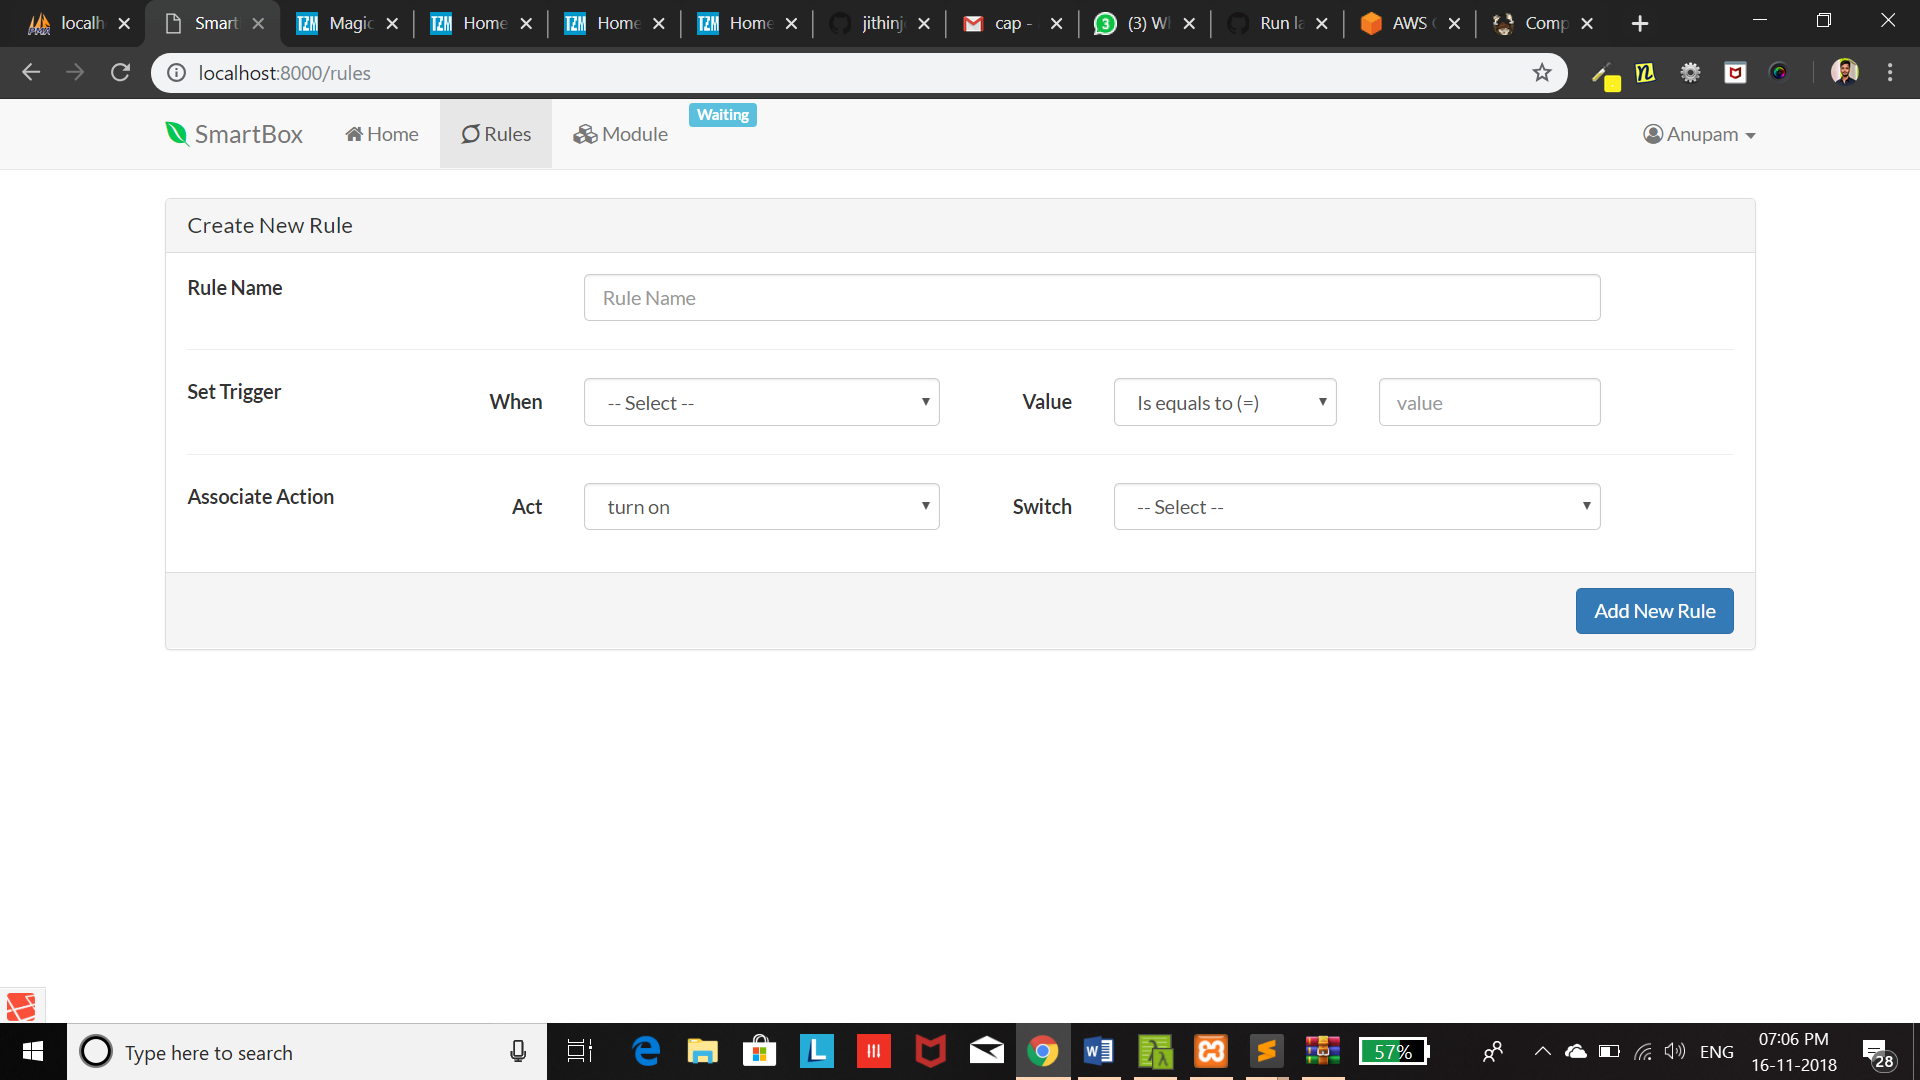 localh
Smart
Magic
Home
Home
Home
jithinj
cap -
(3) W
Run la
AWS
Comp
localhost:8000/rules
SmartBox
Home
Rules
Module
Waiting
Anupam
Create New Rule
Rule Name
Rule Name
Set Trigger
When
-- Select --
Value
Is equals to (=)
value
Associate Action
Act
turn on
Switch
-- Select --
Add New Rule
Type here to search
57%
ENG
07:06 PM
16-11-2018
28